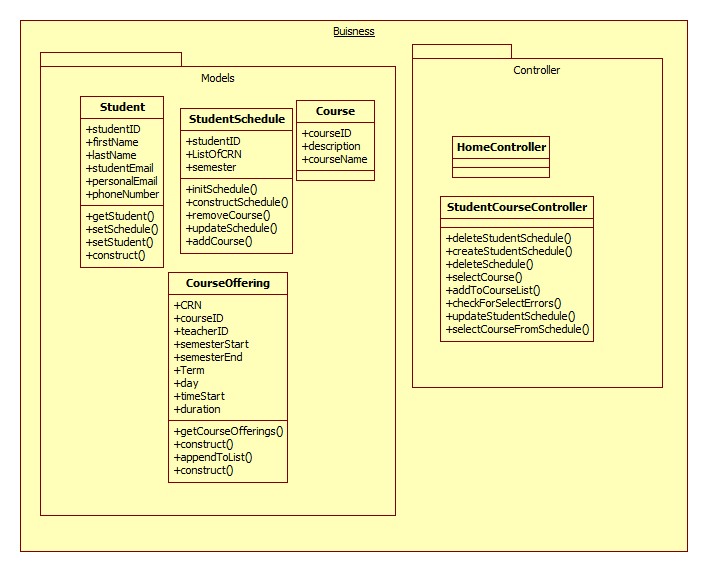 Buisness
Models
Student
+studentID
+firstName
+lastName
+studentEmail
+personalEmail
+phoneNumber
+getStudent()
+setSchedule()
+setStudent()
+construct()
StudentSchedule
+studentID
+ListOfCRN
+semester
+initSchedule()
+constructSchedule()
+removeCourse()
+updateSchedule()
+addCourse()
Course
+courseID
+description
+courseName
CourseOffering
+CRN
+courseID
+teacherID
+semesterStart
+semesterEnd
+Term
+day
+timeStart
+duration
+getCourseOfferings()
+construct()
+appendToList()
+construct()
Controller
HomeController
StudentCourseController
+deleteStudentSchedule()
+createStudentSchedule()
+deleteSchedule()
+selectCourse()
+addToCourseList()
+checkForSelectErrors()
+updateStudentSchedule()
+selectCourseFromSchedule()